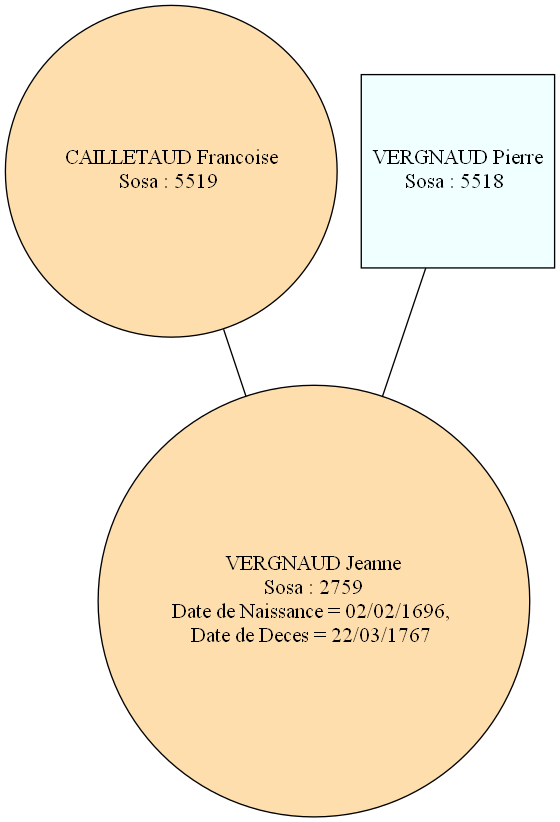 CAILLETAUD Francoise
Sosa : 5519
VERGNAUD Pierre
Sosa : 5518
VERGNAUD Jeanne
Sosa : 2759
Date de Naissance = 02/02/1696,
Date de Deces = 22/03/1767